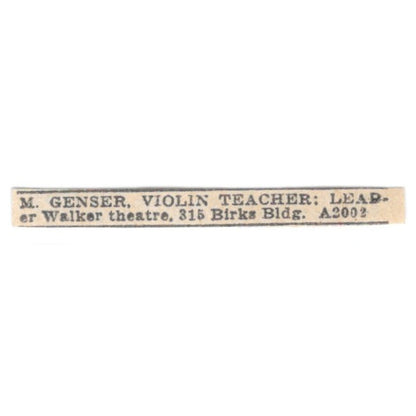 M. GENSER, VIOLIN TEACHER; LEAD-
er Walker theatre, 315 Birks Bldg. A2002